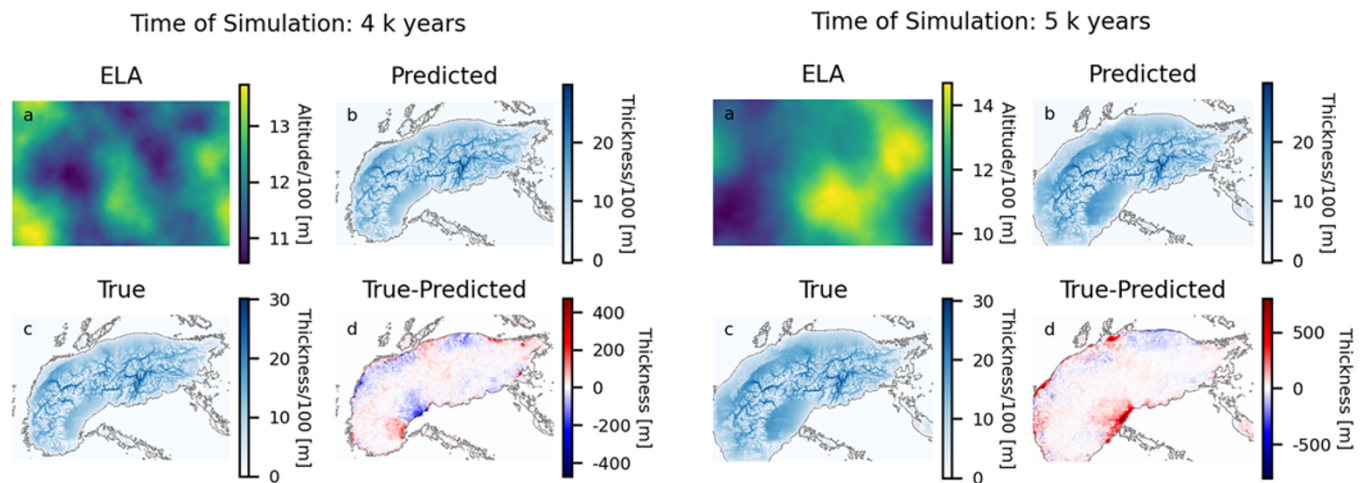 Time of Simulation: 4 k years
ELA
a
13
12
11
Altitude/100 [m]
Predicted
b
20
10
0
Thickness/100 [m]
True
c
30
20
10
0
Thickness/100 [m]
True-Predicted
d
400
200
0
-200
-400
Thickness [m]
Time of Simulation: 5 k years
ELA
a
14
12
10
Altitude/100 [m]
Predicted
b
20
10
0
Thickness/100 [m]
True
c
30
20
10
0
Thickness/100 [m]
True-Predicted
d
500
0
-500
Thickness [m]